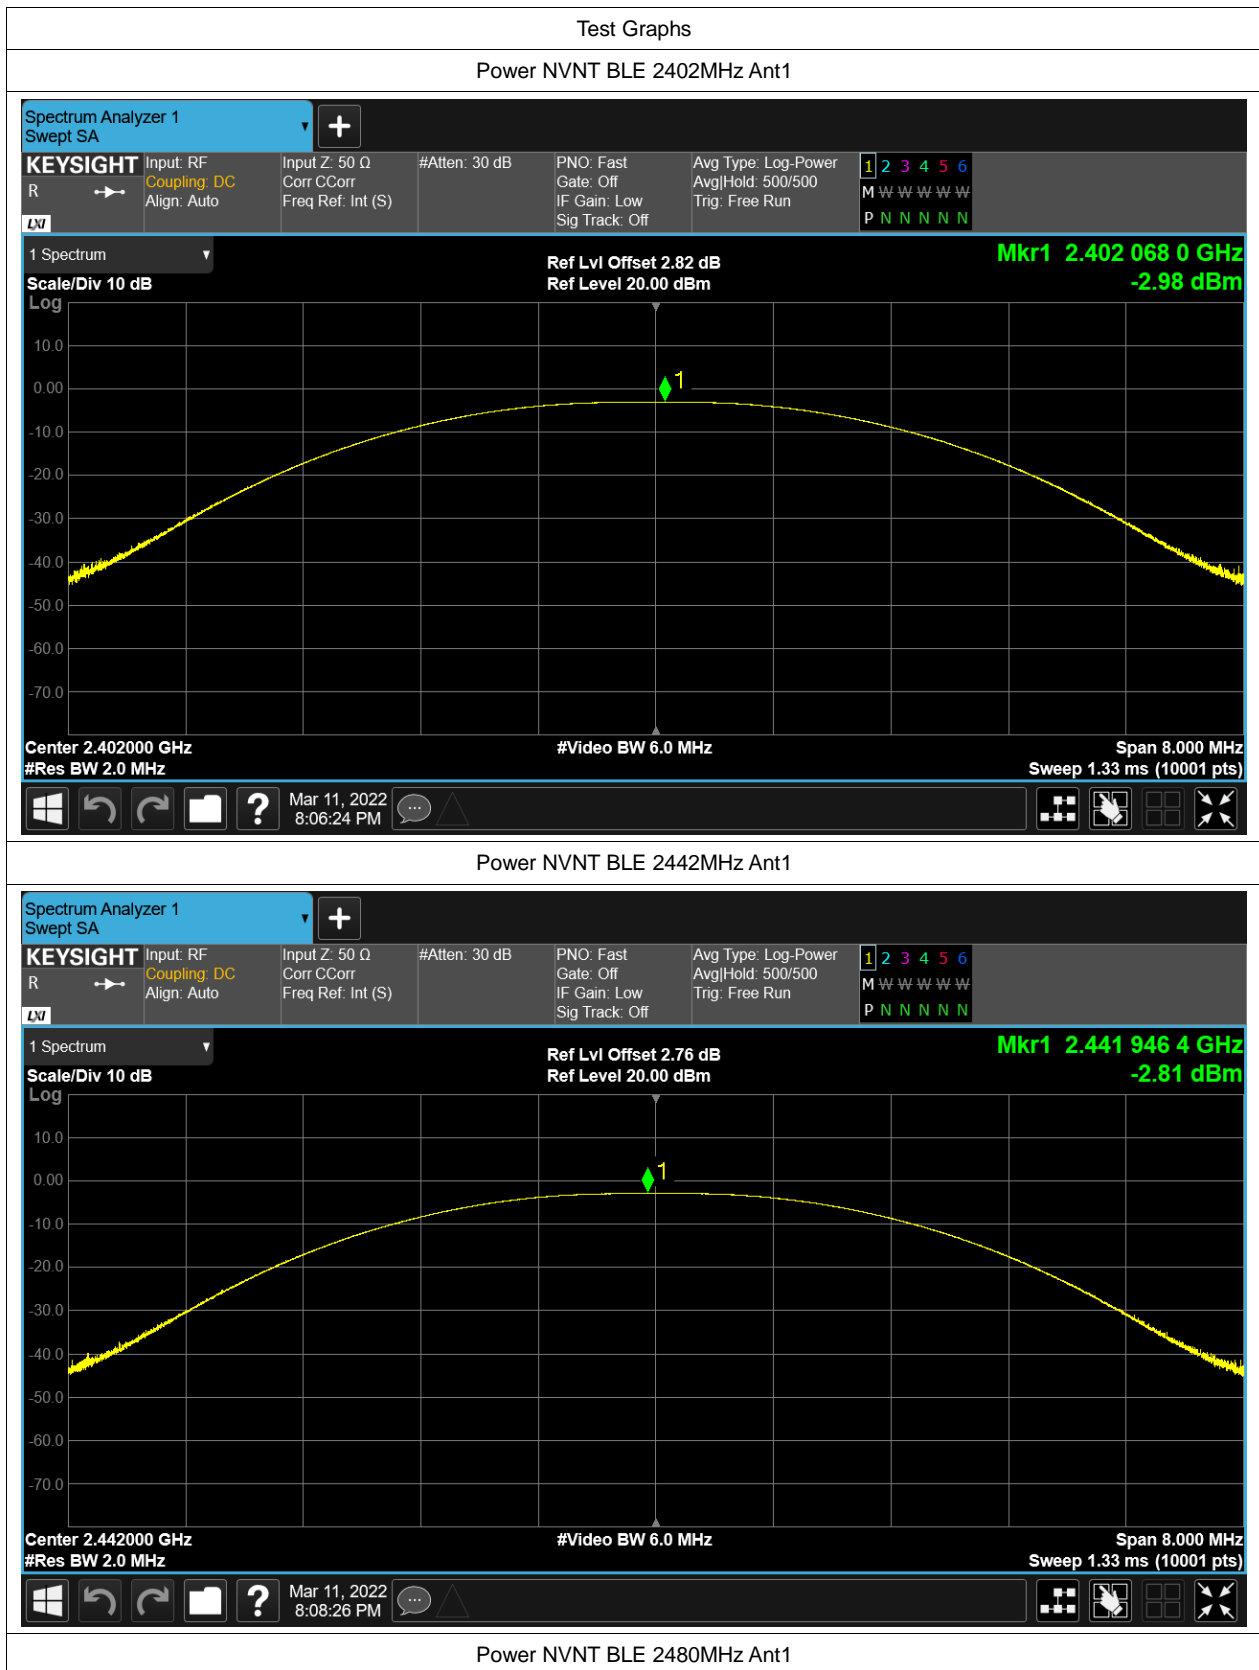 Test Graphs
Power NVNT BLE 2402MHz Ant1
Spectrum Analyzer 1
Swept SA
KEYSIGHT
R
LXI
Input: RF
Coupling: DC
Align: Auto
Input Z: 50 Ω
Corr CCorr
Freq Ref: Int (S)
#Atten: 30 dB
PNO: Fast
Gate: Off
IF Gain: Low
Sig Track: Off
Avg Type: Log-Power
Avg|Hold: 500/500
Trig: Free Run
1 2 3 4 5 6
M W W W W W
P N N N N N
1 Spectrum
Scale/Div 10 dB
Ref Lvl Offset 2.82 dB
Ref Level 20.00 dBm
Mkr1 2.402 068 0 GHz
-2.98 dBm
Log
10.0
0.00
-10.0
-20.0
-30.0
-40.0
-50.0
-60.0
-70.0
1
Center 2.402000 GHz
#Res BW 2.0 MHz
#Video BW 6.0 MHz
Span 8.000 MHz
Sweep 1.33 ms (10001 pts)
?
Mar 11, 2022
8:06:24 PM
Power NVNT BLE 2442MHz Ant1
Spectrum Analyzer 1
Swept SA
KEYSIGHT
R
LXI
Input: RF
Coupling: DC
Align: Auto
Input Z: 50 Ω
Corr CCorr
Freq Ref: Int (S)
#Atten: 30 dB
PNO: Fast
Gate: Off
IF Gain: Low
Sig Track: Off
Avg Type: Log-Power
Avg|Hold: 500/500
Trig: Free Run
1 2 3 4 5 6
M W W W W W
P N N N N N
1 Spectrum
Scale/Div 10 dB
Ref Lvl Offset 2.76 dB
Ref Level 20.00 dBm
Mkr1 2.441 946 4 GHz
-2.81 dBm
Log
10.0
0.00
-10.0
-20.0
-30.0
-40.0
-50.0
-60.0
-70.0
1
Center 2.442000 GHz
#Res BW 2.0 MHz
#Video BW 6.0 MHz
Span 8.000 MHz
Sweep 1.33 ms (10001 pts)
?
Mar 11, 2022
8:08:26 PM
Power NVNT BLE 2480MHz Ant1